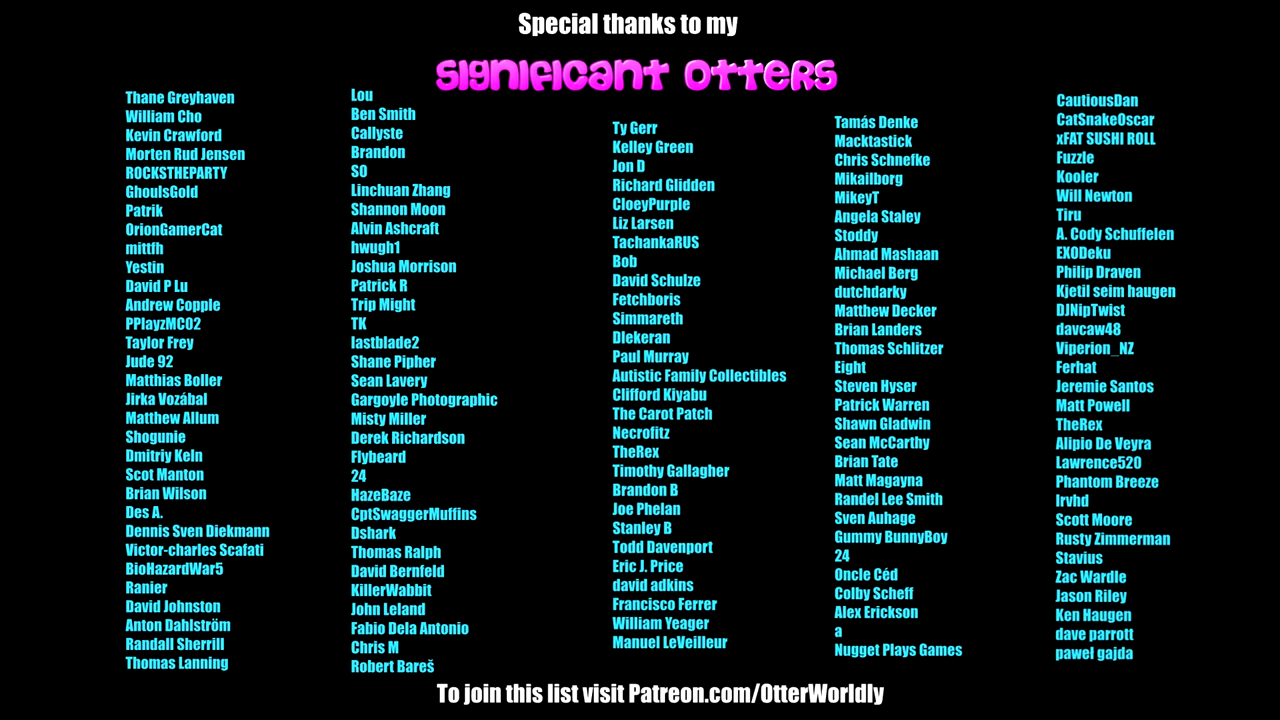 Special thanks to my
SIGNIFICANT OTTERS
Thane Greyhaven
William Cho
Kevin Crawford
Morten Rud Jensen
ROCKSTHEPARTY
GhoulsGold
Patrik
OrionGamerCat
mittfh
Yestin
David P Lu
Andrew Copple
PPlayzMC02
Taylor Frey
Jude 92
Matthias Boller
Jirka Vozábal
Matthew Allum
Shogunie
Dmitriy Keln
Scot Manton
Brian Wilson
Des A.
Dennis Sven Diekmann
Victor-charles Scafati
BioHazardWar5
Ranier
David Johnston
Anton Dahlström
Randall Sherrill
Thomas Lanning
Lou
Ben Smith
Callyste
Brandon
SO
Linchuan Zhang
Shannon Moon
Alvin Ashcraft
hwugh1
Joshua Morrison
Patrick R
Trip Might
TK
lastblade2
Shane Pipher
Sean Lavery
Gargoyle Photographic
Misty Miller
Derek Richardson
Flybeard
24
HazeBaze
CptSwaggerMuffins
Dshark
Thomas Ralph
David Bernfeld
KillerWabbit
John Leland
Fabio Dela Antonio
Chris M
Robert Bareš
Ty Gerr
Kelley Green
Jon D
Richard Glidden
CloeyPurple
Liz Larsen
TachankaRUS
Bob
David Schulze
Fetchboris
Simmareth
Dlekeran
Paul Murray
Autistic Family Collectibles
Clifford Kiyabu
The Carot Patch
Necrofitz
TheRex
Timothy Gallagher
Brandon B
Joe Phelan
Stanley B
Todd Davenport
Eric J. Price
david adkins
Francisco Ferrer
William Yeager
Manuel LeVeilleur
Tamás Denke
Macktastick
Chris Schnefke
Mikailborg
MikeyT
Angela Staley
Stoddy
Ahmad Mashaan
Michael Berg
dutchdarky
Matthew Decker
Brian Landers
Thomas Schlitzer
Eight
Steven Hyser
Patrick Warren
Shawn Gladwin
Sean McCarthy
Brian Tate
Matt Magayna
Randel Lee Smith
Sven Auhage
Gummy BunnyBoy
24
Oncle Céd
Colby Scheff
Alex Erickson
a
Nugget Plays Games
CautiousDan
CatSnakeOscar
xFAT SUSHI ROLL
Fuzzle
Kooler
Will Newton
Tiru
A. Cody Schuffelen
EXODeku
Philip Draven
Kjetil seim haugen
DJNipTwist
davcaw48
Viperion_NZ
Ferhat
Jeremie Santos
Matt Powell
TheRex
Alipio De Veyra
Lawrence520
Phantom Breeze
lrvhd
Scott Moore
Rusty Zimmerman
Stavius
Zac Wardle
Jason Riley
Ken Haugen
dave parrott
pawel gajda
To join this list visit Patreon.com/OtterWorldly